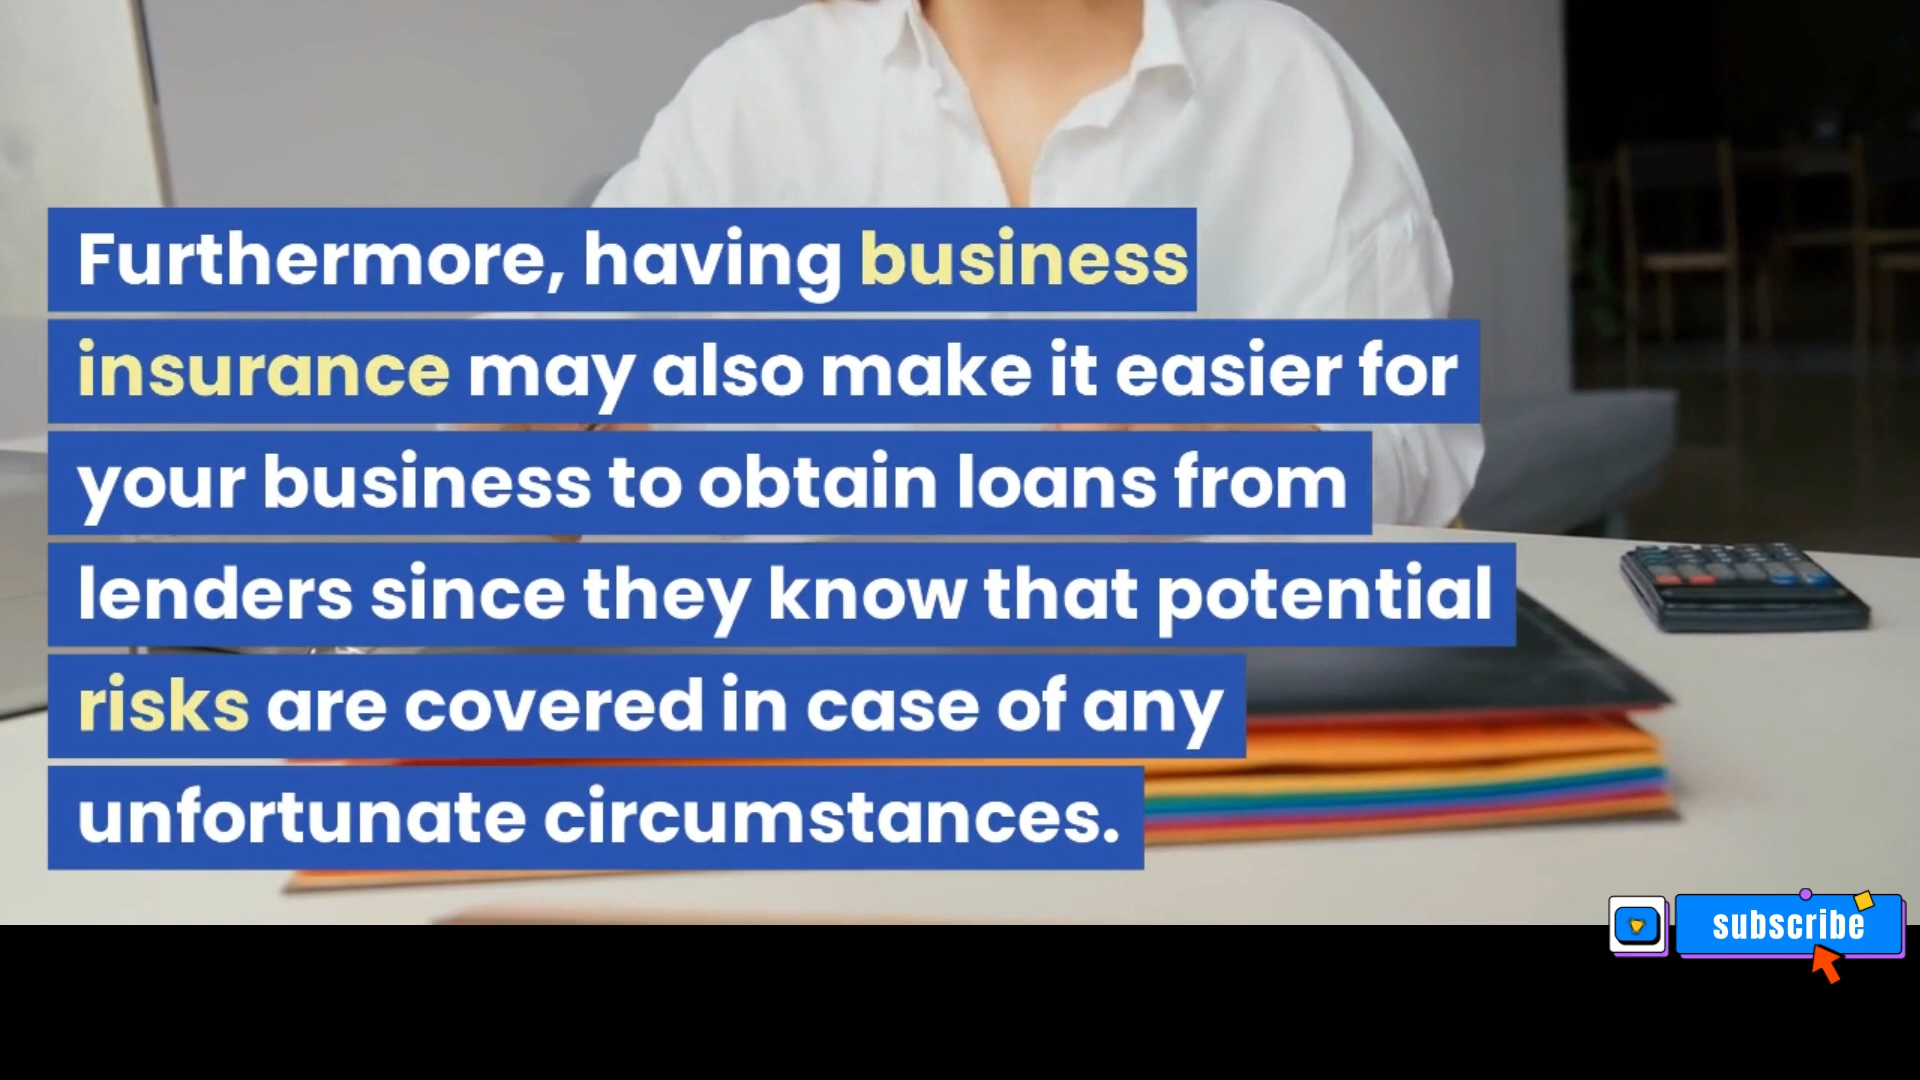 Furthermore, having business
insurance may also make it easier for
your business to obtain loans from
lenders since they know that potential
risks are covered in case of any
unfortunate circumstances.
subscribe